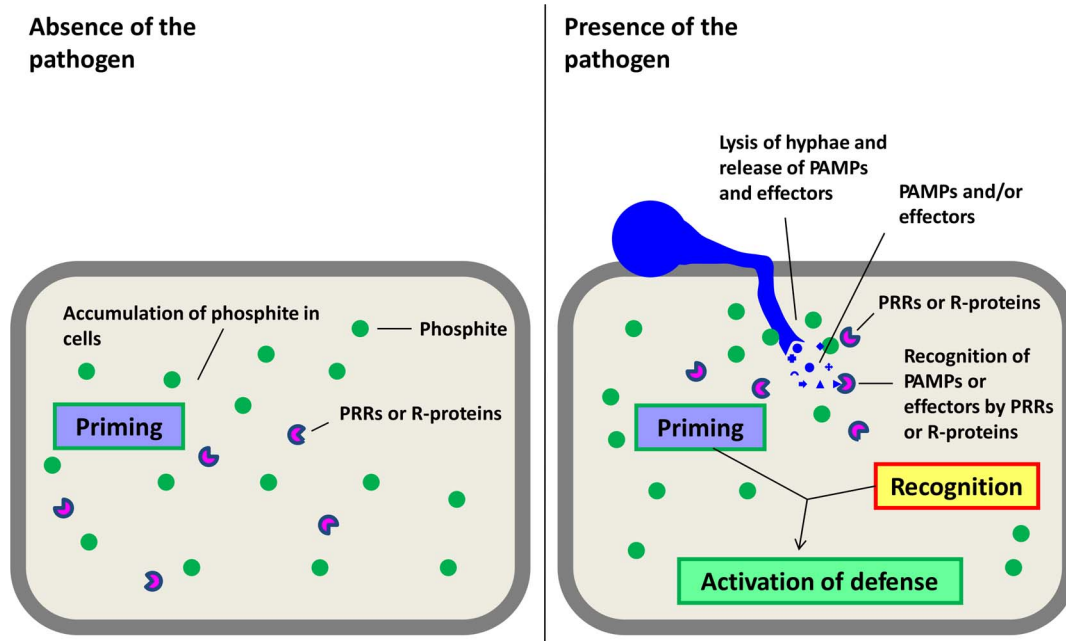 Absence of the
pathogen
Accumulation of phosphite in
cells
Phosphite
PRRs or R-proteins
Priming
Presence of the
pathogen
Lysis of hyphae and
release of PAMPs
and effectors
PAMPs and/or
effectors
PRRs or R-proteins
Recognition of
PAMPs or
effectors by PRRs
or R-proteins
Priming
Recognition
Activation of defense